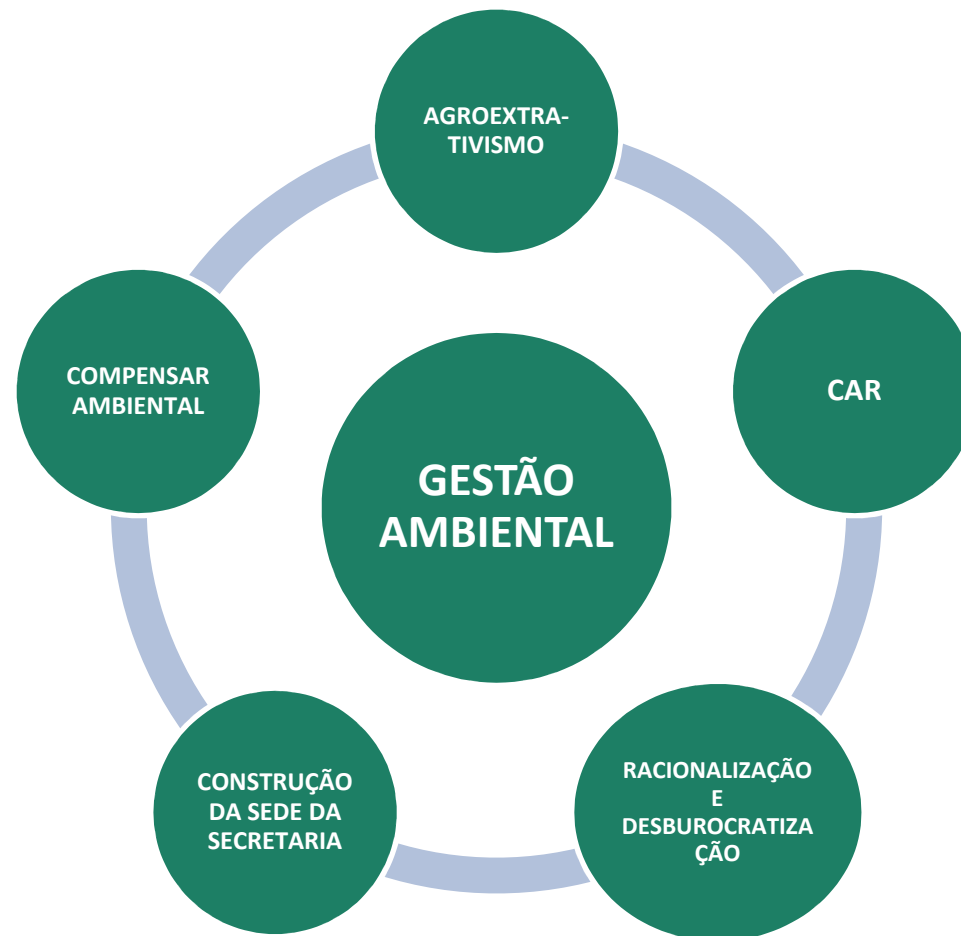 AGROEXTRA-
TIVISMO
CAR
RACIONALIZAÇÃO
E
DESBUROCRATIZA
ÇÃO
CONSTRUÇÃO
DA SEDE DA
SECRETARIA
COMPENSAR
AMBIENTAL
GESTÃO
AMBIENTAL